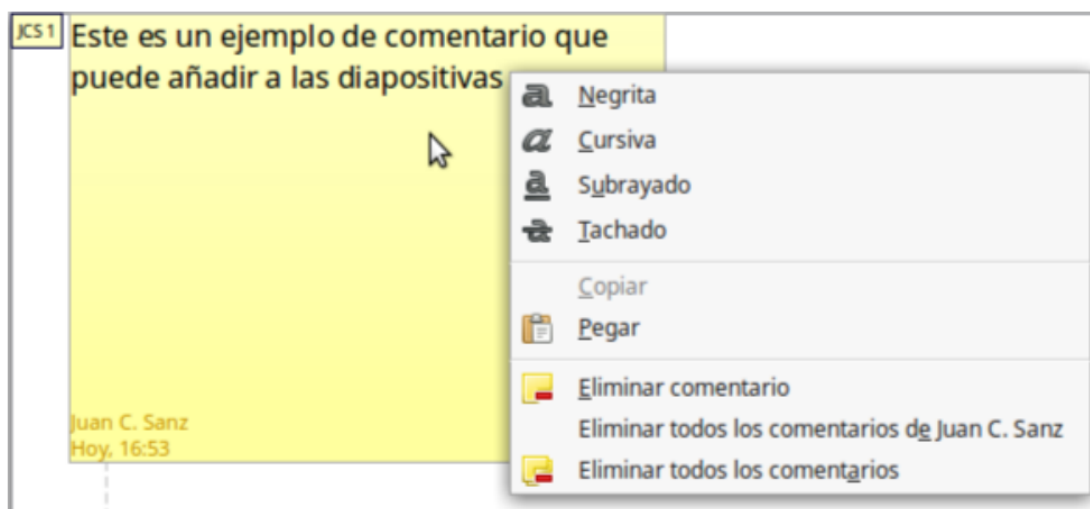 JCS 1
Este es un ejemplo de comentario que
puede añadir a las diapositivas
Juan C. Sanz
Hoy, 16:53
Negrita
Cursiva
Subrayado
Tachado
Copiar
Pegar
Eliminar comentario
Eliminar todos los comentarios de Juan C. Sanz
Eliminar todos los comentarios